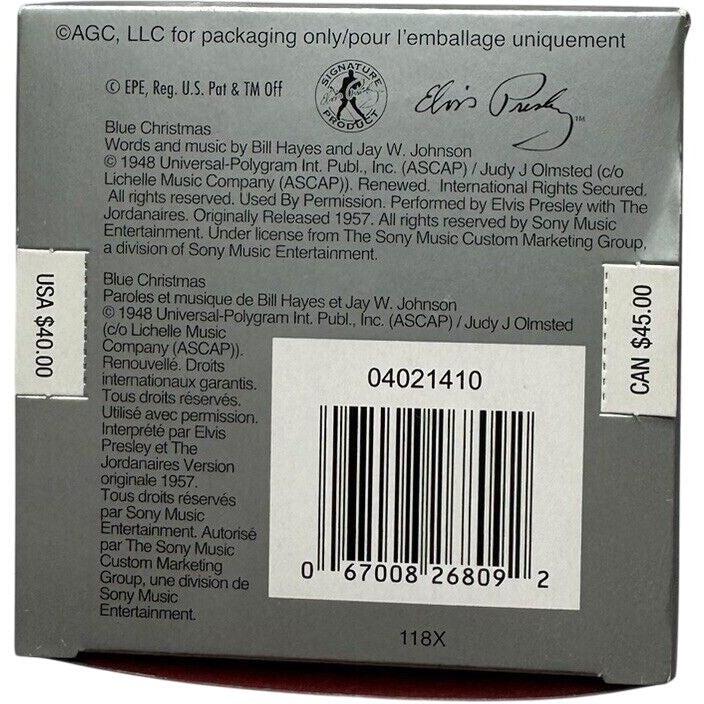 ©AGC, LLC for packaging only/pour l'emballage uniquement
© EPE, Reg. U.S. Pat & TM Off
SIGNATURE
PRODUCT
Elvis Presley ™
Blue Christmas
Words and music by Bill Hayes and Jay W. Johnson
© 1948 Universal-Polygram Int. Publ., Inc. (ASCAP) / Judy J Olmsted (c/o
Lichelle Music Company (ASCAP)). Renewed. International Rights Secured.
All rights reserved. Used By Permission. Performed by Elvis Presley with The
Jordanaires. Originally Released 1957. All rights reserved by Sony Music
Entertainment. Under license from The Sony Music Custom Marketing Group,
a division of Sony Music Entertainment.
USA $40.00
CAN $45.00
Blue Christmas
Paroles et musique de Bill Hayes et Jay W. Johnson
© 1948 Universal-Polygram Int. Publ., Inc. (ASCAP) / Judy J Olmsted
(c/o Lichelle Music
Company (ASCAP)).
Renouvellé. Droits
internationaux garantis.
Tous droits réservés.
Utilisé avec permission.
Interprété par Elvis
Presley et The
Jordanaires Version
originale 1957.
Tous droits réservés
par Sony Music
Entertainment. Autorisé
par The Sony Music
Custom Marketing
Group, une division de
Sony Music
Entertainment.
04021410
0 67008 26809 2
118X